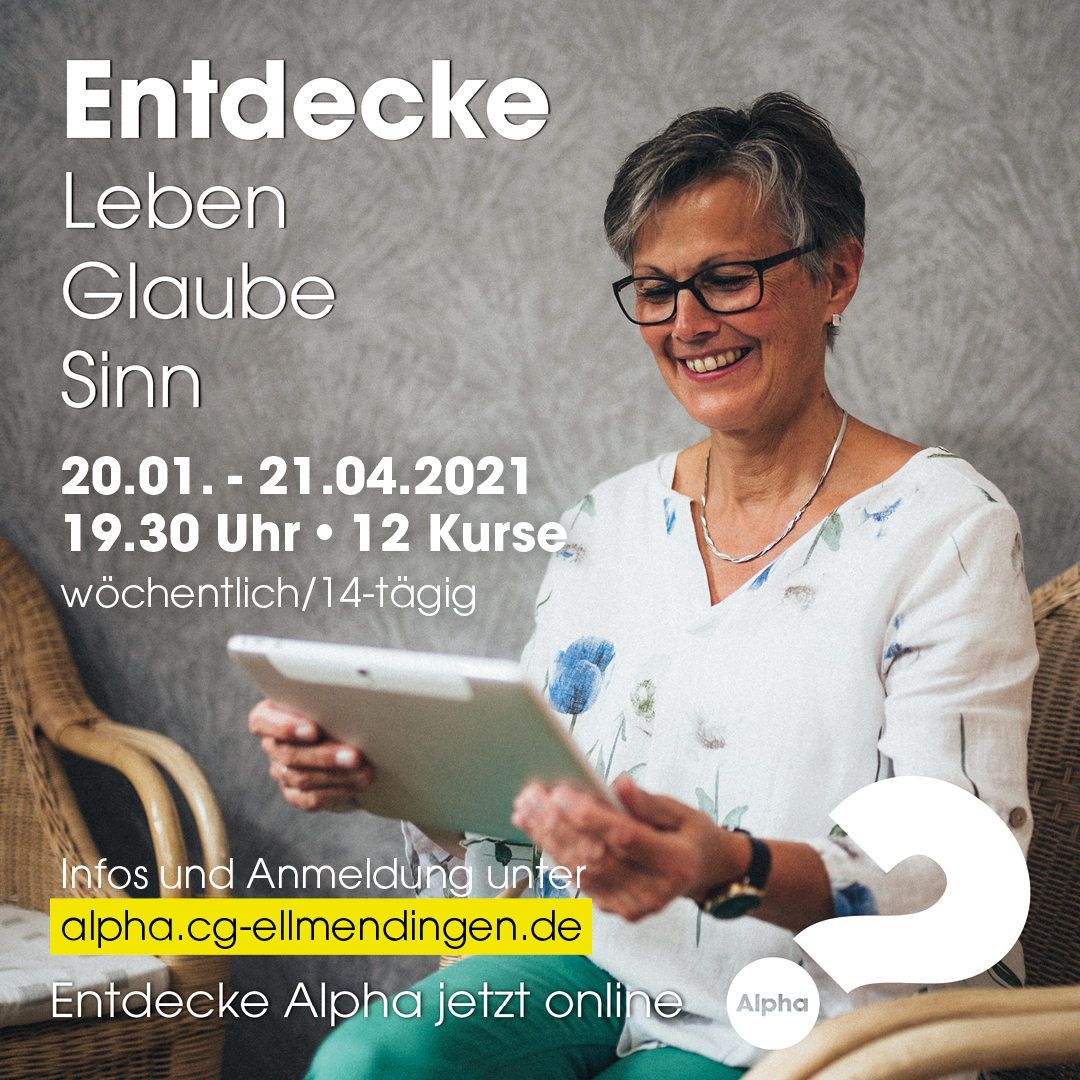 Entdecke
Leben
Glaube
Sinn
20.01. - 21.04.2021
19.30 Uhr • 12 Kurse
wöchentlich/14-tägig
Infos und Anmeldung unter
alpha.cg-ellmendingen.de
Entdecke Alpha jetzt online
Alpha
?